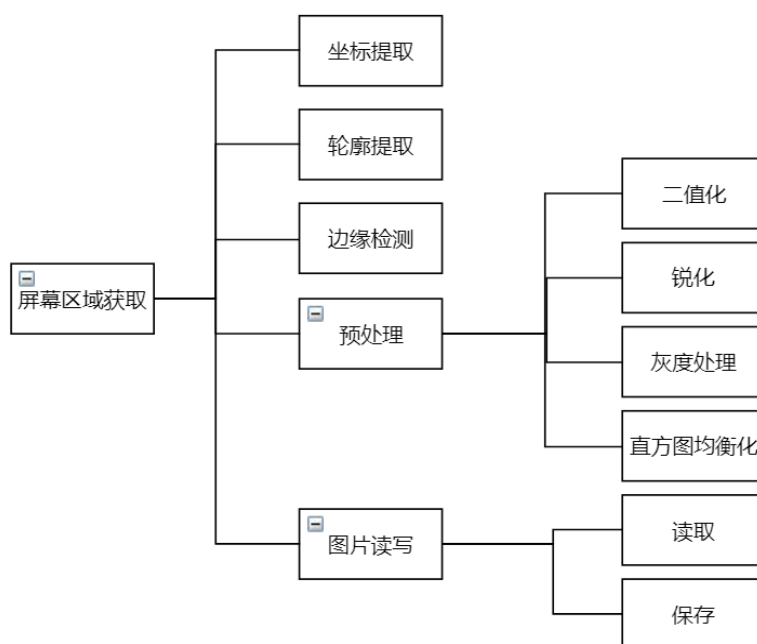 坐标提取
轮廓提取
二值化
边缘检测
锐化
屏幕区域获取
预处理
灰度处理
直方图均衡化
读取
图片读写
保存